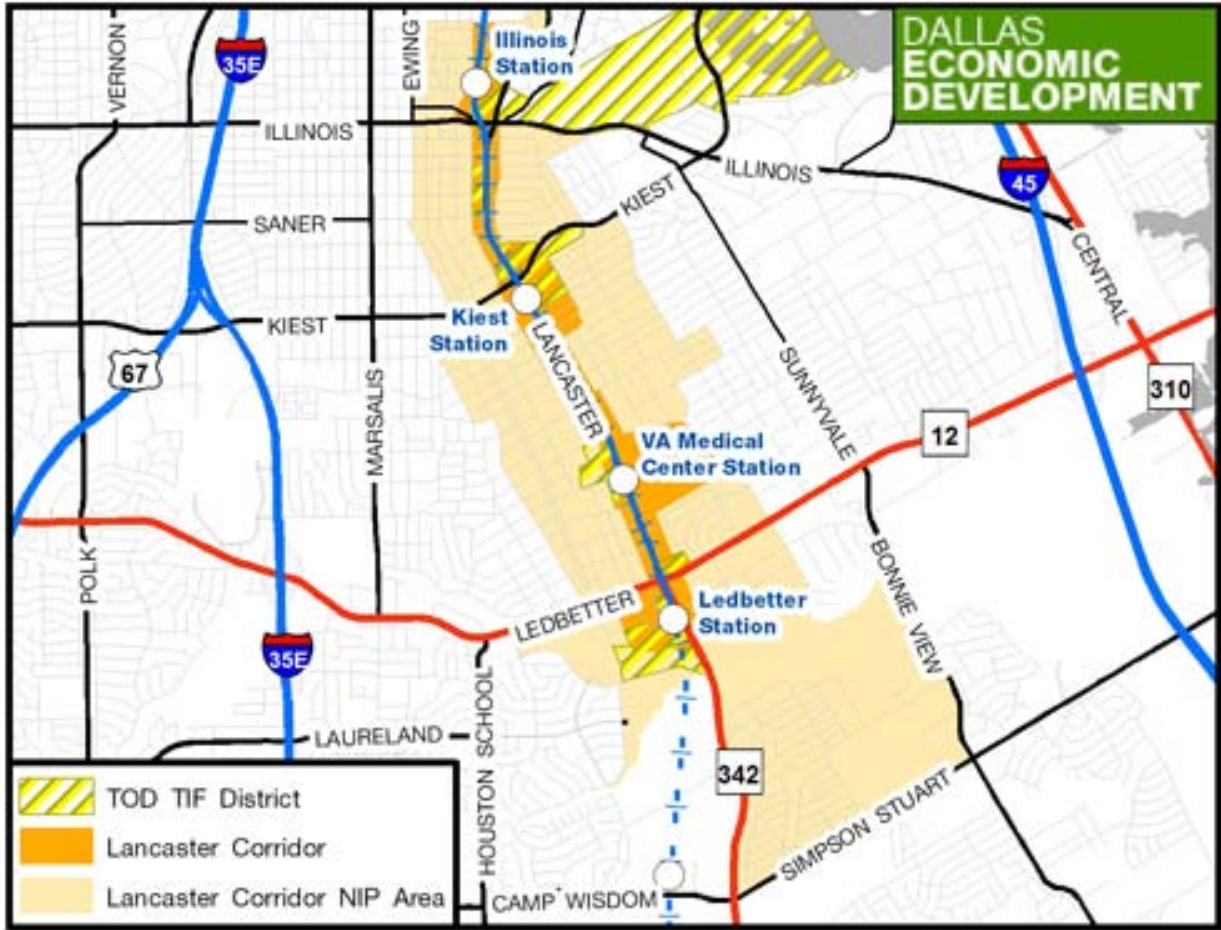 DALLAS
ECONOMIC
DEVELOPMENT
VERNON
35E
EWING
Illinois
Station
ILLINOIS
ILLINOIS
45
KIEST
SANER
CENTRAL
KIEST
Kiest
Station
LANCASTER
67
MARSALIS
SUNNYVALE
310
12
VA Medical
Center Station
POLK
LEDBETTER
Ledbetter
Station
BONNIE VIEW
35E
HOUSTON SCHOOL
LAURELAND
342
SIMPSON STUART
CAMP WISDOM
TOD TIF District
Lancaster Corridor
Lancaster Corridor NIP Area